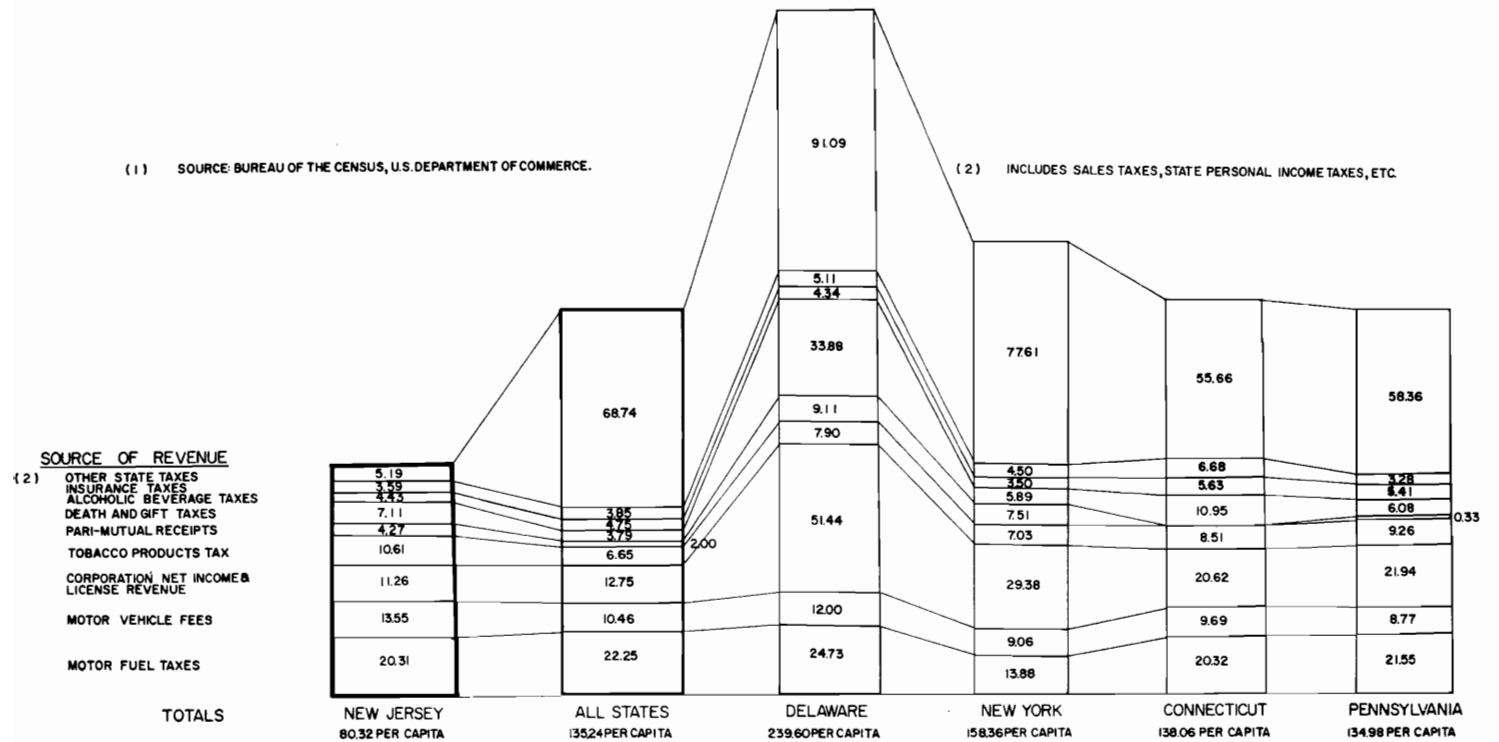 (1) SOURCE: BUREAU OF THE CENSUS, U.S. DEPARTMENT OF COMMERCE.
(2) INCLUDES SALES TAXES, STATE PERSONAL INCOME TAXES, ETC.
SOURCE OF REVENUE
(2) OTHER STATE TAXES
INSURANCE TAXES
ALCOHOLIC BEVERAGE TAXES
DEATH AND GIFT TAXES
PARI-MUTUAL RECEIPTS
TOBACCO PRODUCTS TAX
CORPORATION NET INCOME &
LICENSE REVENUE
MOTOR VEHICLE FEES
MOTOR FUEL TAXES
TOTALS
5.19
3.59
4.43
7.11
4.27
10.61
11.26
13.55
20.31
NEW JERSEY
80.32 PER CAPITA
68.74
3.85
4.75
3.79
2.00
6.65
12.75
10.46
22.25
ALL STATES
135.24 PER CAPITA
91.09
5.11
4.34
33.88
9.11
7.90
51.44
12.00
24.73
DELAWARE
239.60 PER CAPITA
77.61
4.50
3.50
5.89
7.51
7.03
29.38
9.06
13.88
NEW YORK
158.36 PER CAPITA
55.66
6.68
5.63
10.95
8.51
20.62
9.69
20.32
CONNECTICUT
138.06 PER CAPITA
58.36
3.28
5.41
6.08
0.33
9.26
21.94
8.77
21.55
PENNSYLVANIA
134.98 PER CAPITA